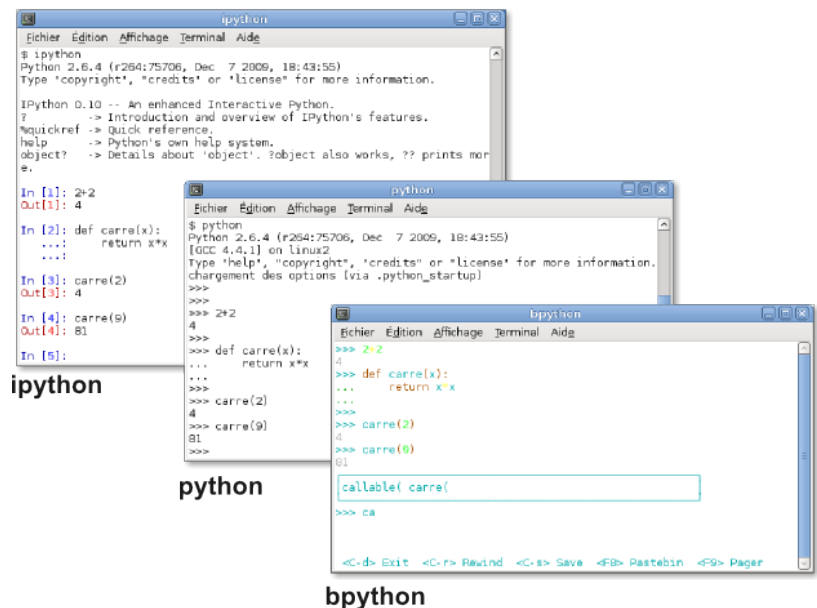 ipython
Fichier Édition Affichage Terminal Aide
$ ipython
Python 2.6.4 (r264:75706, Dec  7 2009, 18:43:55)
Type "copyright", "credits" or "license" for more information.
IPython 0.10 -- An enhanced Interactive Python.
?         -> Introduction and overview of IPython's features.
%quickref -> Quick reference.
help      -> Python's own help system.
object?   -> Details about 'object'. ?object also works, ?? prints mor
e.
In [1]: 2+2
Out[1]: 4
In [2]: def carre(x):
   ...:     return x*x
   ...:
In [3]: carre(2)
Out[3]: 4
In [4]: carre(9)
Out[4]: 81
In [5]:
ipython
python
Fichier Édition Affichage Terminal Aide
$ python
Python 2.6.4 (r264:75706, Dec  7 2009, 18:43:55)
[GCC 4.4.1] on linux2
Type "help", "copyright", "credits" or "license" for more information.
chargement des options (via .python_startup)
>>>
>>>
>>> 2+2
4
>>>
>>> def carre(x):
...     return x*x
...
>>>
>>> carre(2)
4
>>> carre(9)
81
>>>
python
bpython
Fichier Édition Affichage Terminal Aide
>>> 2+2
4
>>> def carre(x):
...     return x*x
...
>>>
>>> carre(2)
4
>>> carre(9)
81
callable( carre(
>>> ca
<C-d> Exit  <C-r> Rewind  <C-s> Save  <F8> Pastebin  <F9> Pager
bpython